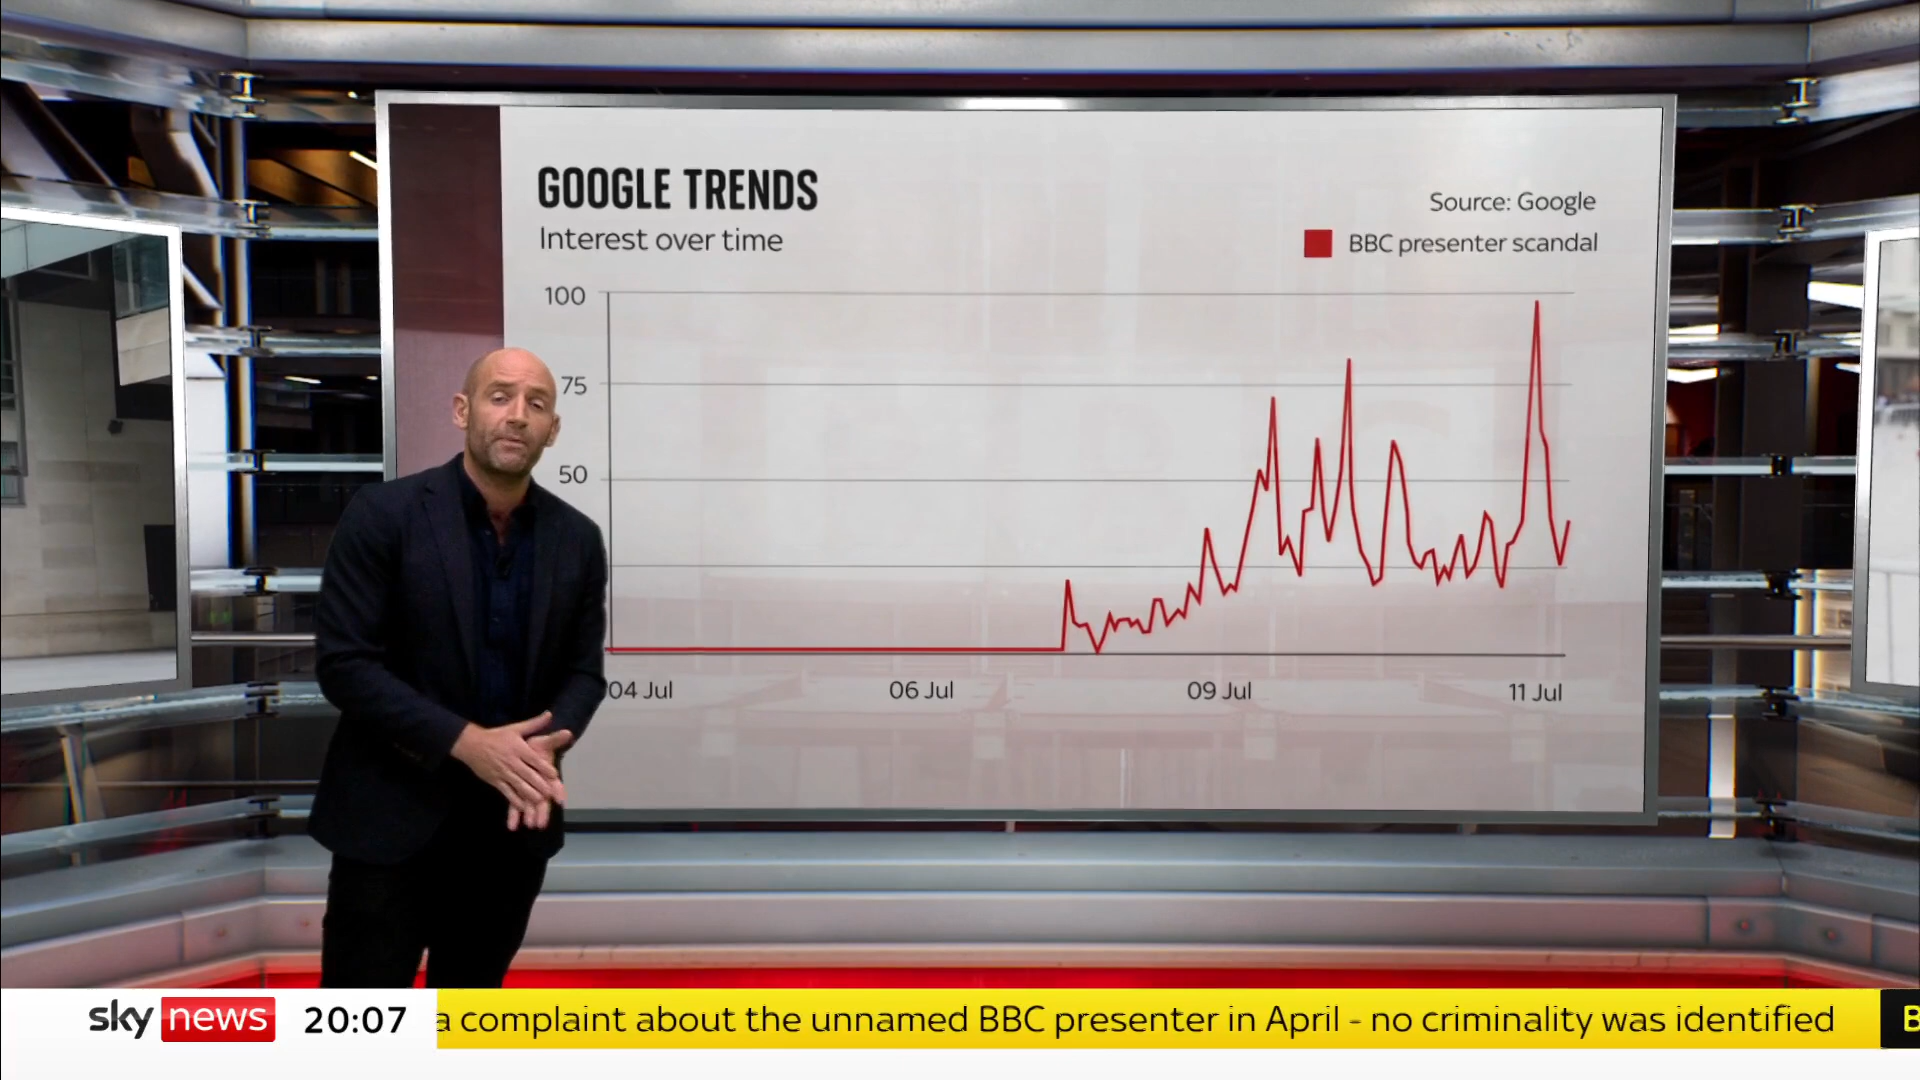 GOOGLE TRENDS
Interest over time
Source: Google
BBC presenter scandal
100
75
50
04 Jul
06 Jul
09 Jul
11 Jul
sky news
20:07
a complaint about the unnamed BBC presenter in April - no criminality was identified
B